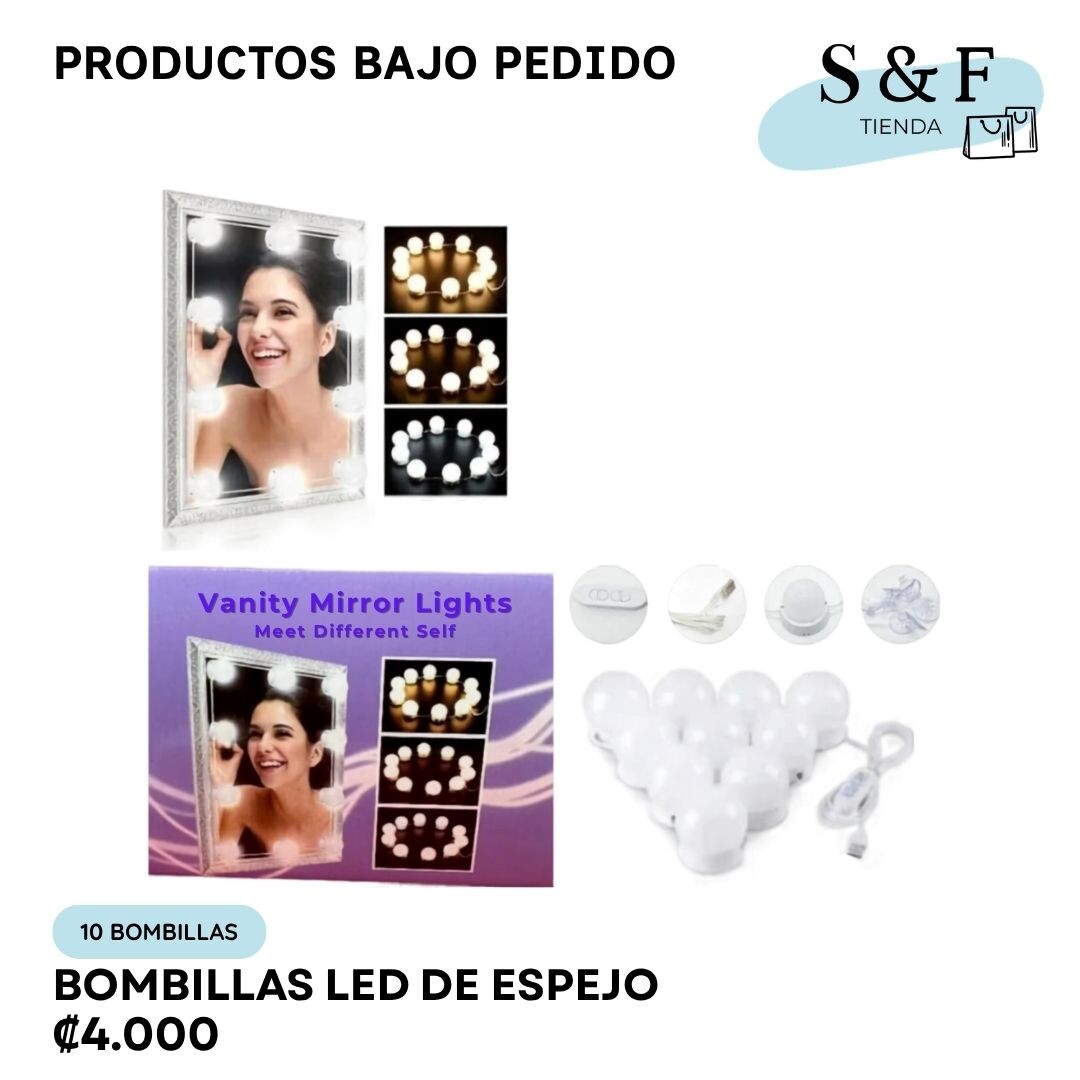 PRODUCTOS BAJO PEDIDO
S & F
TIENDA
Vanity Mirror Lights
Meet Different Self
10 BOMBILLAS
BOMBILLAS LED DE ESPEJO
₡4.000